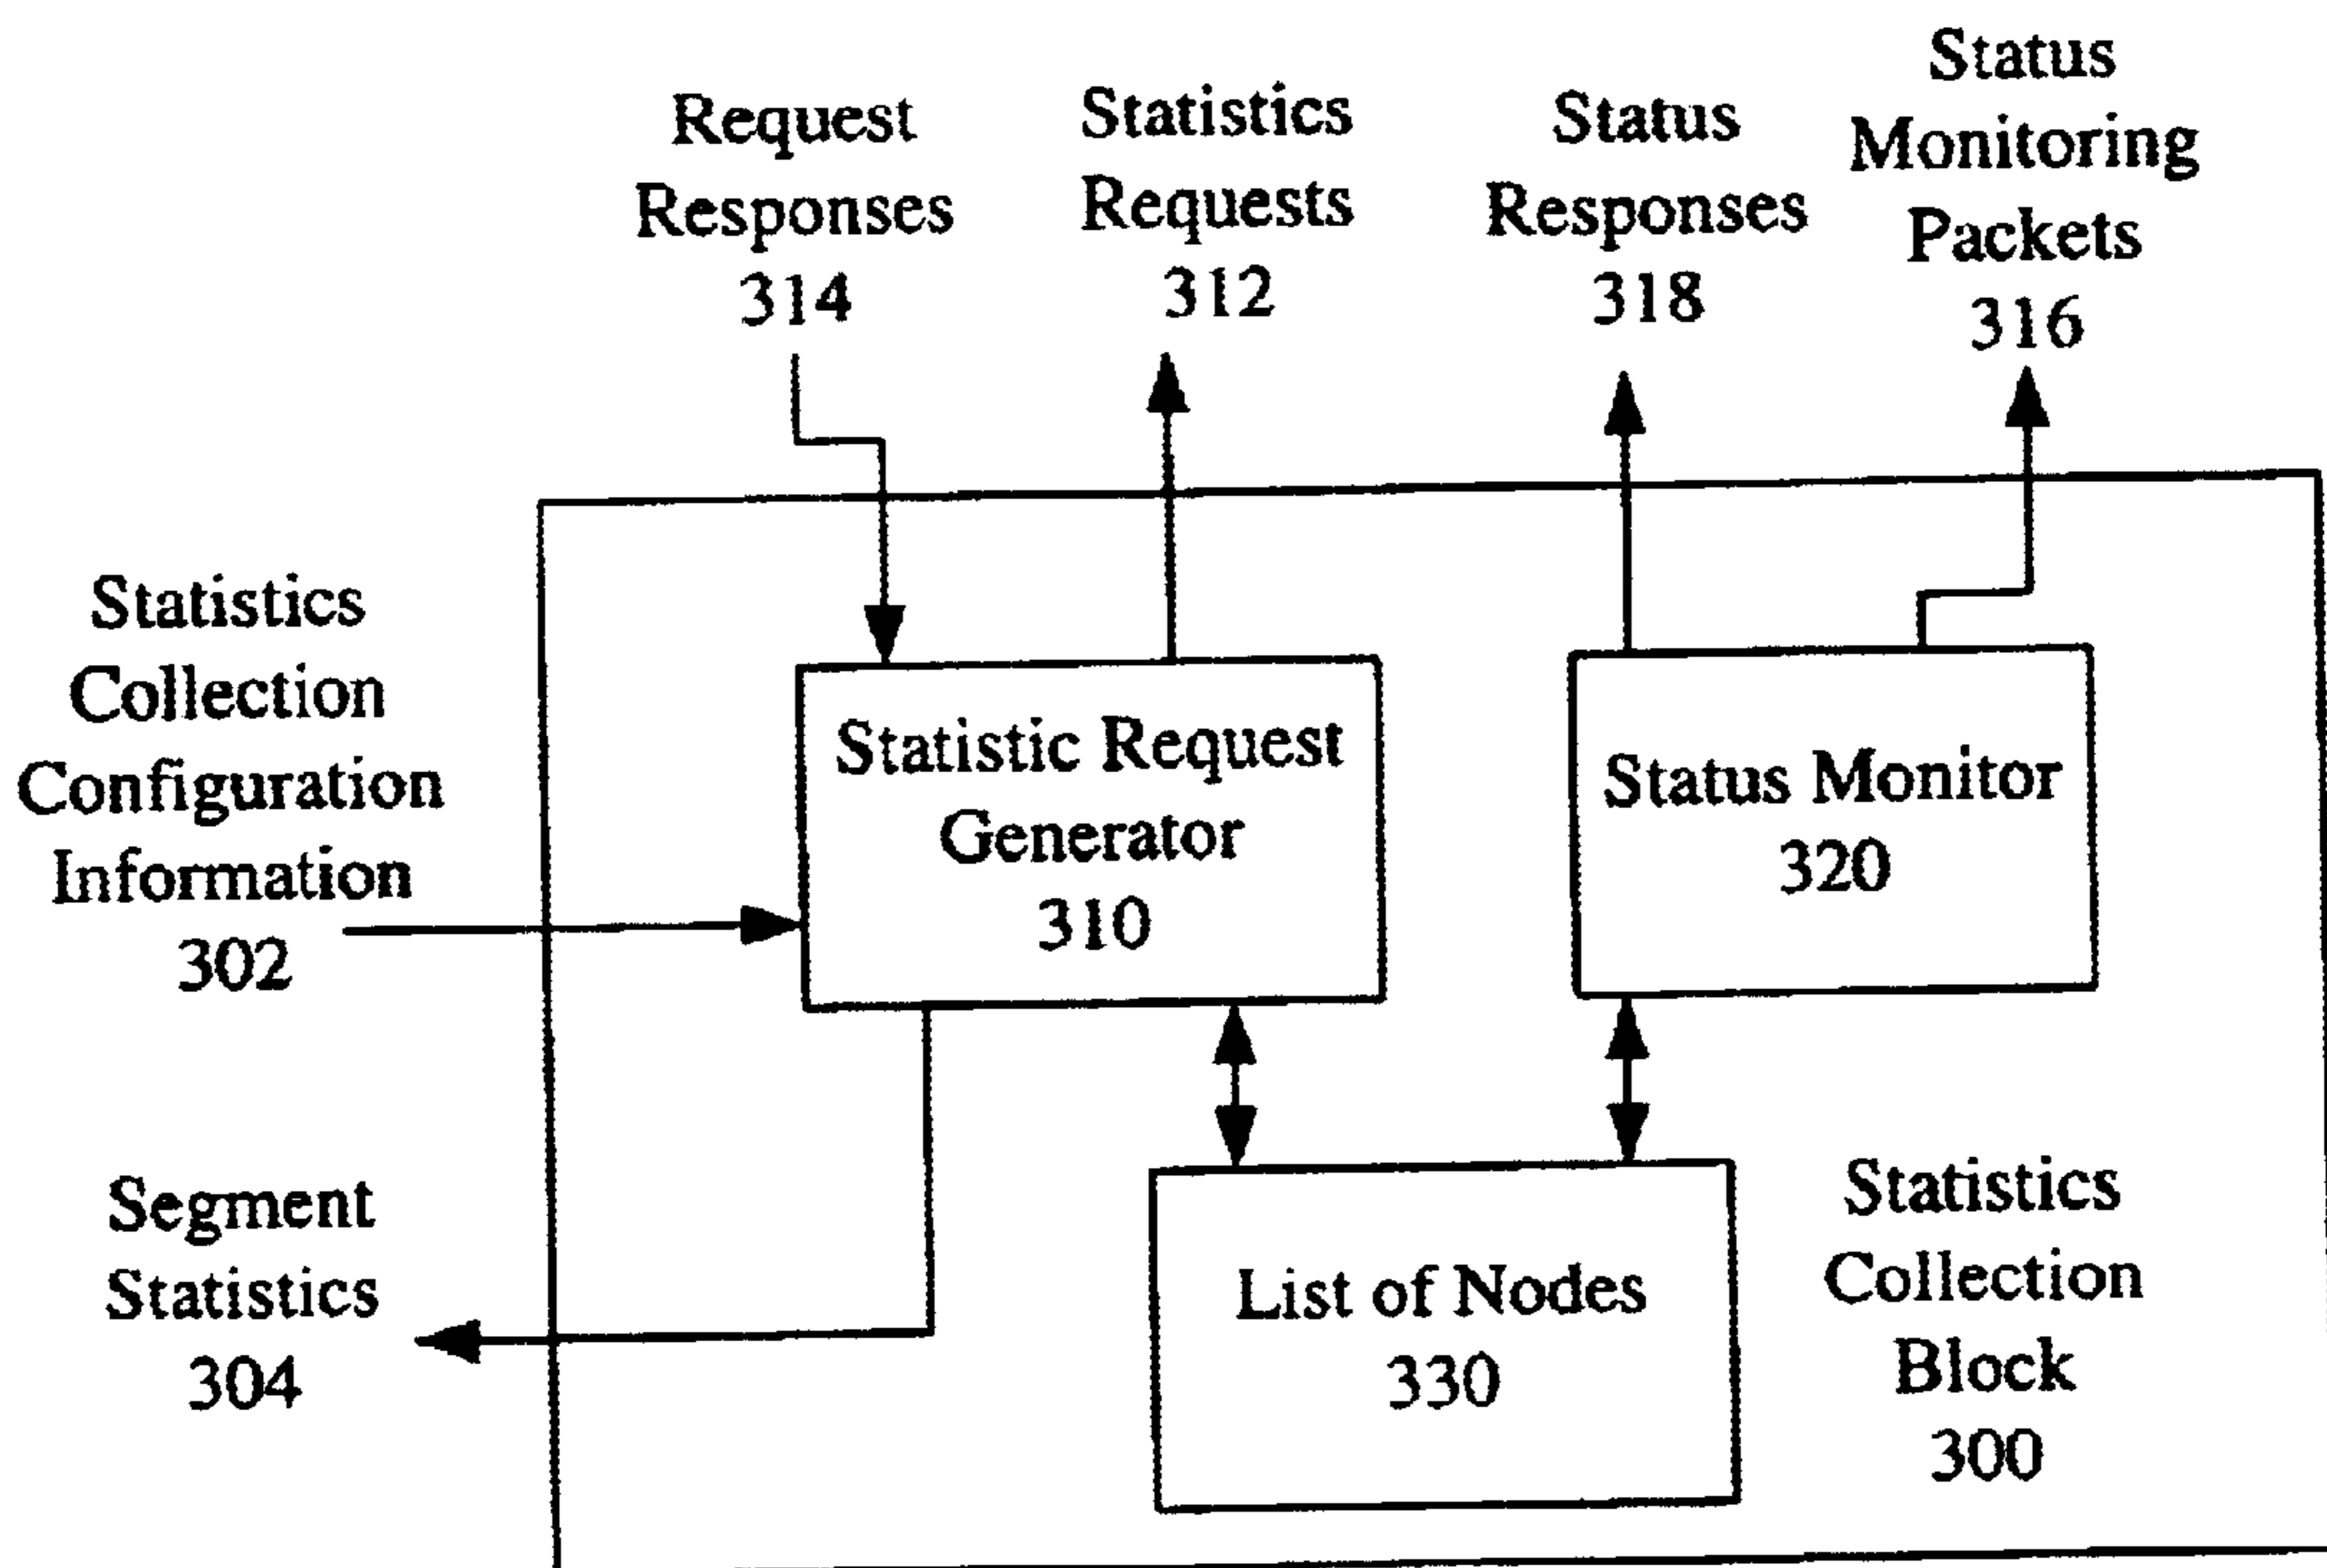 Request
Responses
314
Statistics
Requests
312
Status
Responses
318
Status
Monitoring
Packets
316
Statistics
Collection
Configuration
Information
302
Statistic Request
Generator
310
Status Monitor
320
Segment
Statistics
304
List of Nodes
330
Statistics
Collection
Block
300